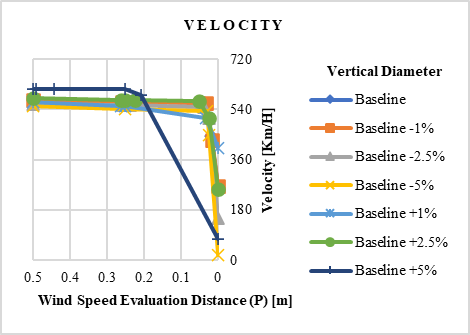 VELOCITY
720
540
360
180
0
Velocity [Km/H]
0.5
0.4
0.3
0.2
0.1
0
Wind Speed Evaluation Distance (P) [m]
Vertical Diameter
Baseline
Baseline -1%
Baseline -2.5%
Baseline -5%
Baseline +1%
Baseline +2.5%
Baseline +5%